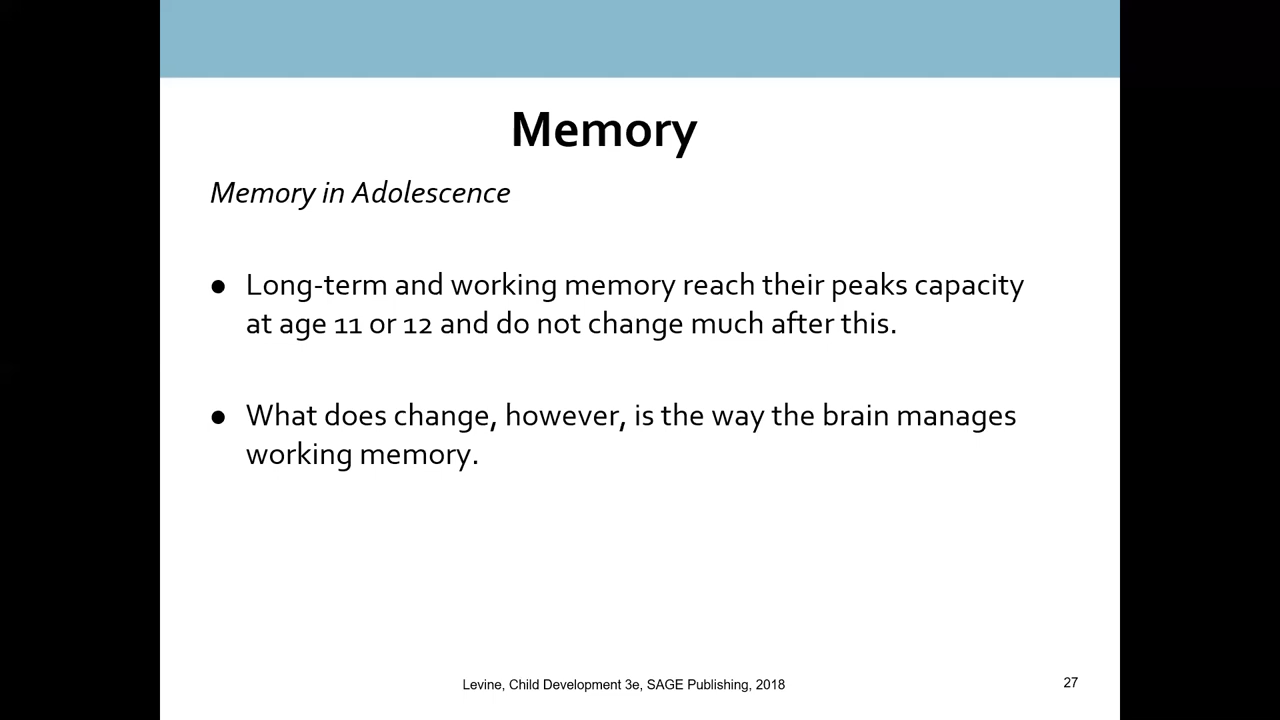 Memory
Memory in Adolescence
● Long-term and working memory reach their peaks capacity
at age 11 or 12 and do not change much after this.
● What does change, however, is the way the brain manages
working memory.
Levine, Child Development 3e, SAGE Publishing, 2018
27